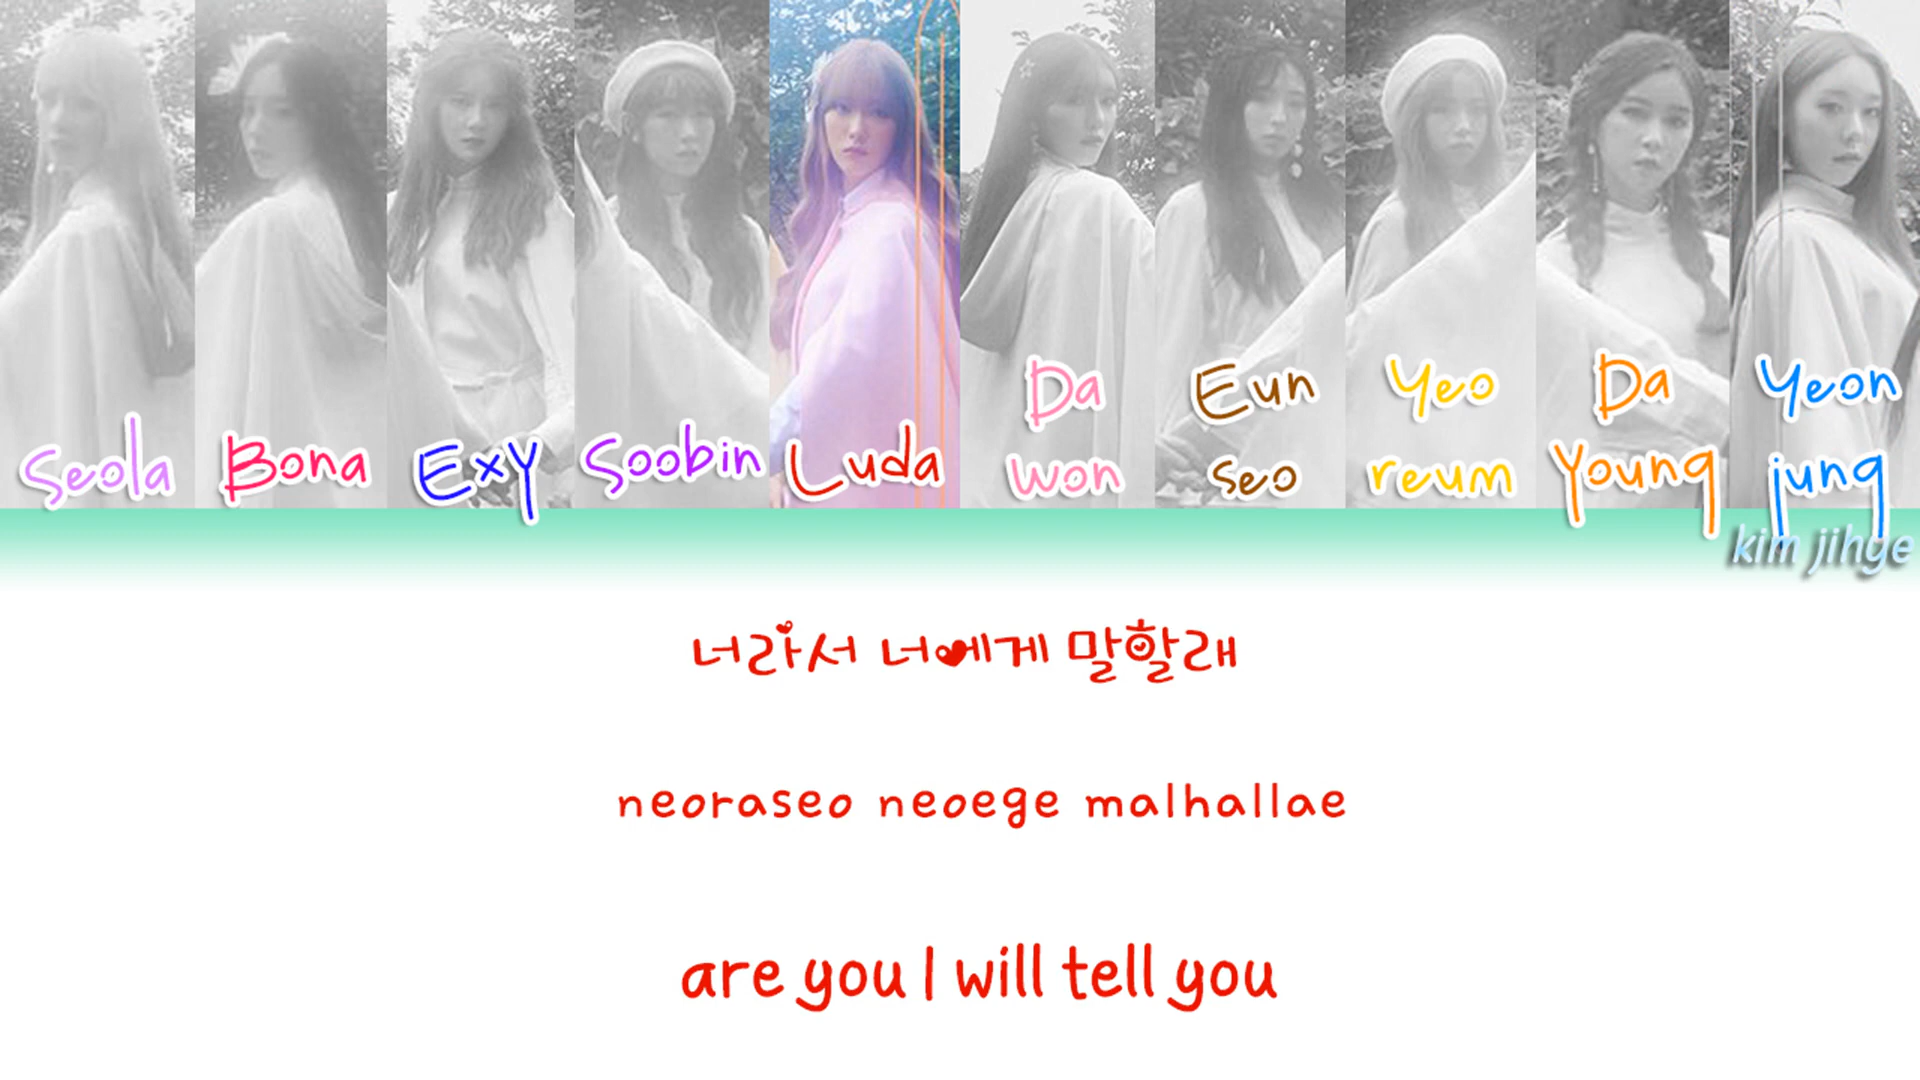 Seola Bona Exy Soobin Luda Da won Eun seo Yeo reum Da Young Yeon jung
kim jihye
너라서 너에게 말할래
neoraseo neoege malhallae
are you I will tell you